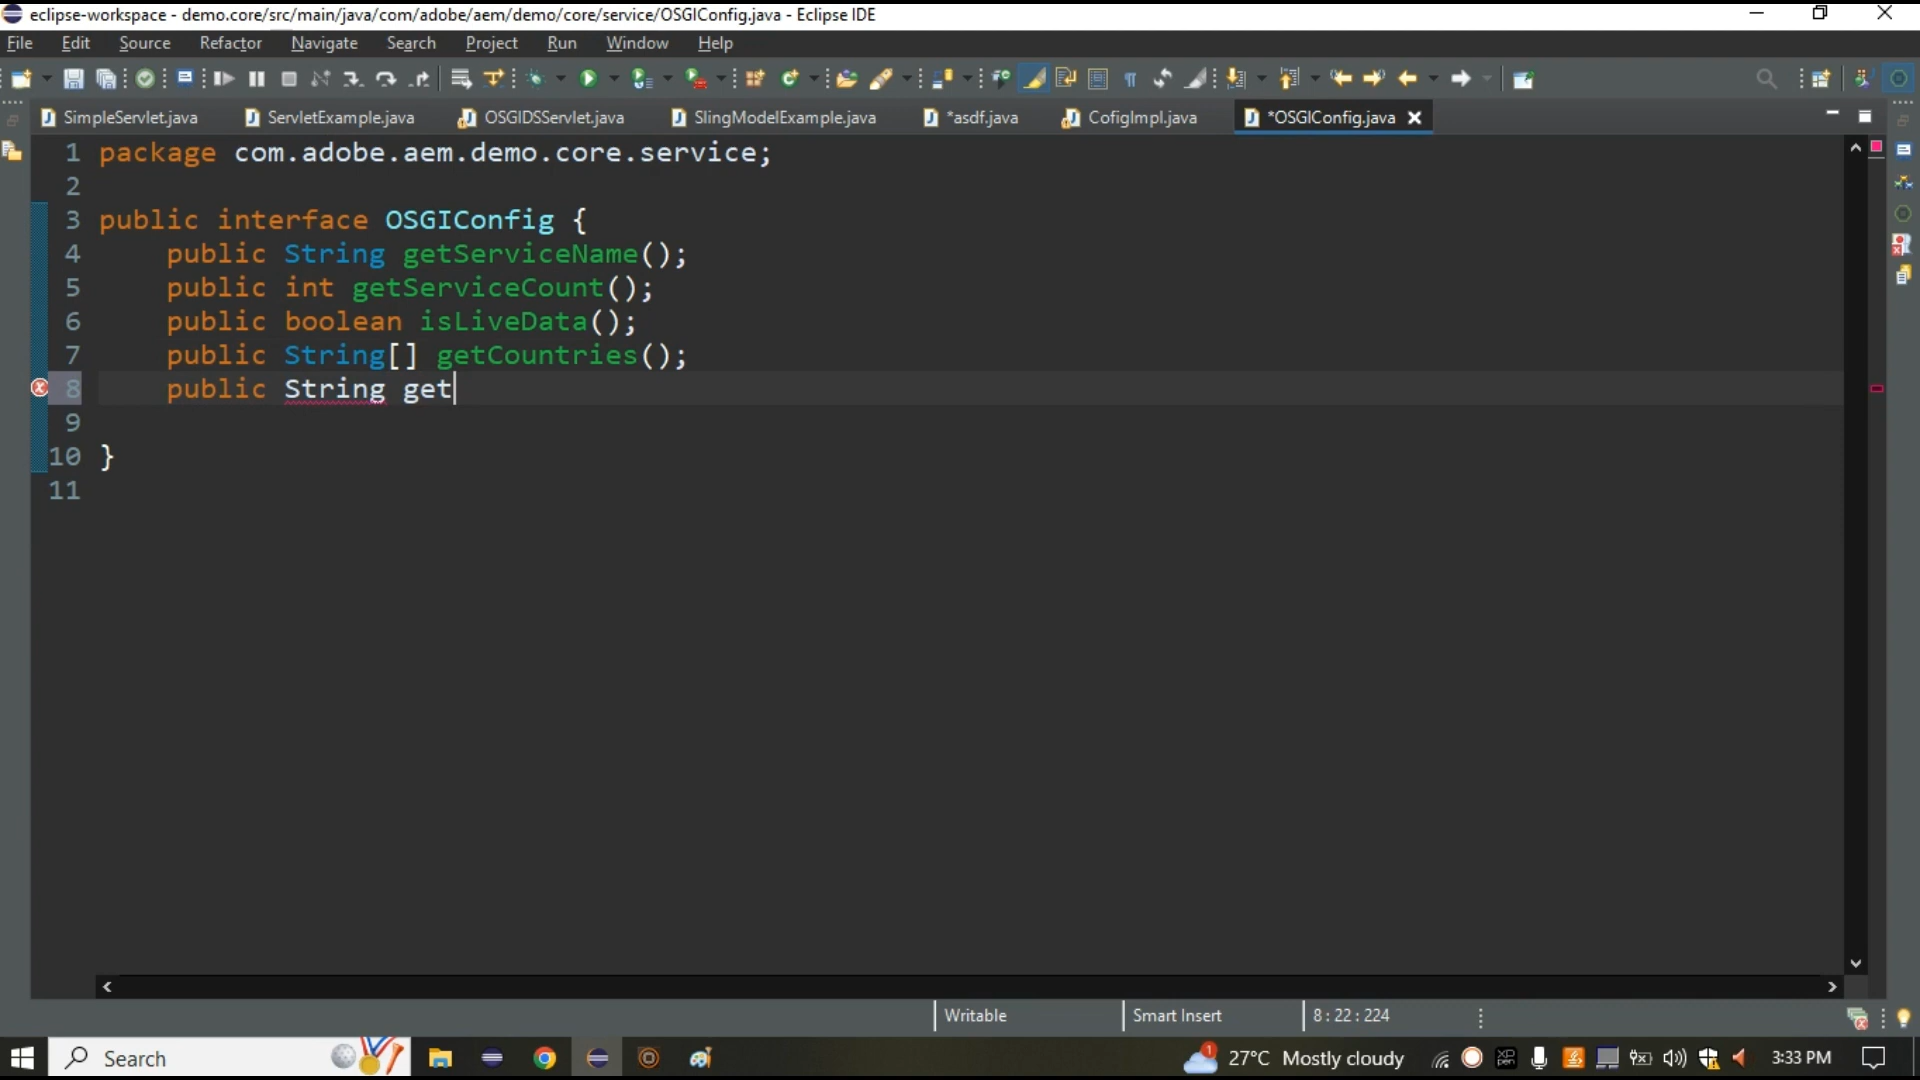 eclipse-workspace - demo.core/src/main/java/com/adobe/aem/demo/core/service/OSGIConfig.java - Eclipse IDE
File Edit Source Refactor Navigate Search Project Run Window Help
SimpleServlet.java ServletExample.java OSGIDSServlet.java SlingModelExample.java *asdf.java CofigImpl.java *OSGIConfig.java
1 package com.adobe.aem.demo.core.service;
2
3 public interface OSGIConfig {
4 public String getServiceName();
5 public int getServiceCount();
6 public boolean isLiveData();
7 public String[] getCountries();
8 public String get
9
10 }
11
Writable Smart Insert 8 : 22 : 224
Search 1 27°C Mostly cloudy 3:33 PM